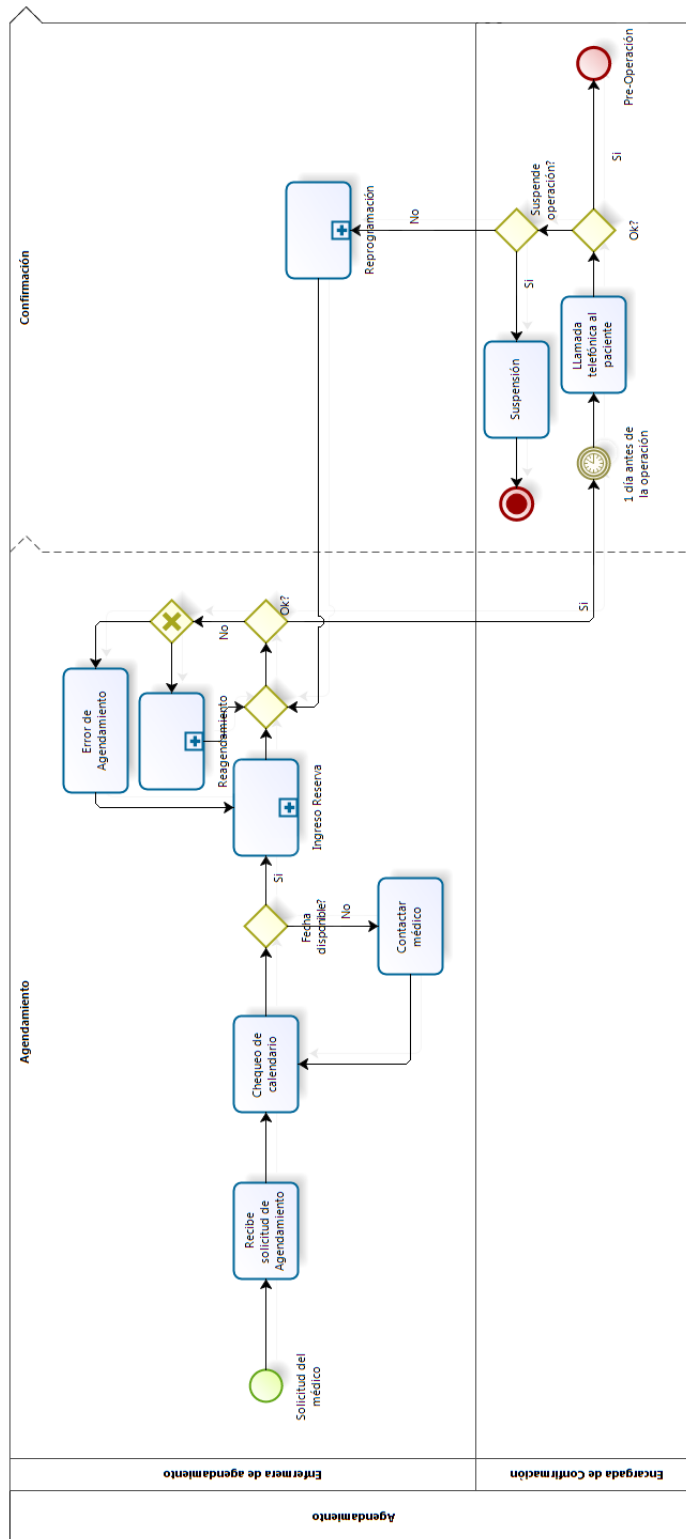 Agendamiento
Enfermera de agendamiento
Encargada de Confirmación
Agendamiento
Confirmación
Solicitud del
médico
Recibe
solicitud de
Agendamiento
Chequeo de
calendario
Fecha
disponible?
Si
No
Contactar
médico
Ingreso Reserva
Error de
Agendamiento
Reagendamiento
No
Ok?
Si
Reprogramación
No
Suspende
operación?
Si
Suspensión
1 día antes de
la operación
LLamada
telefónica al
paciente
Ok?
Si
Pre-Operación